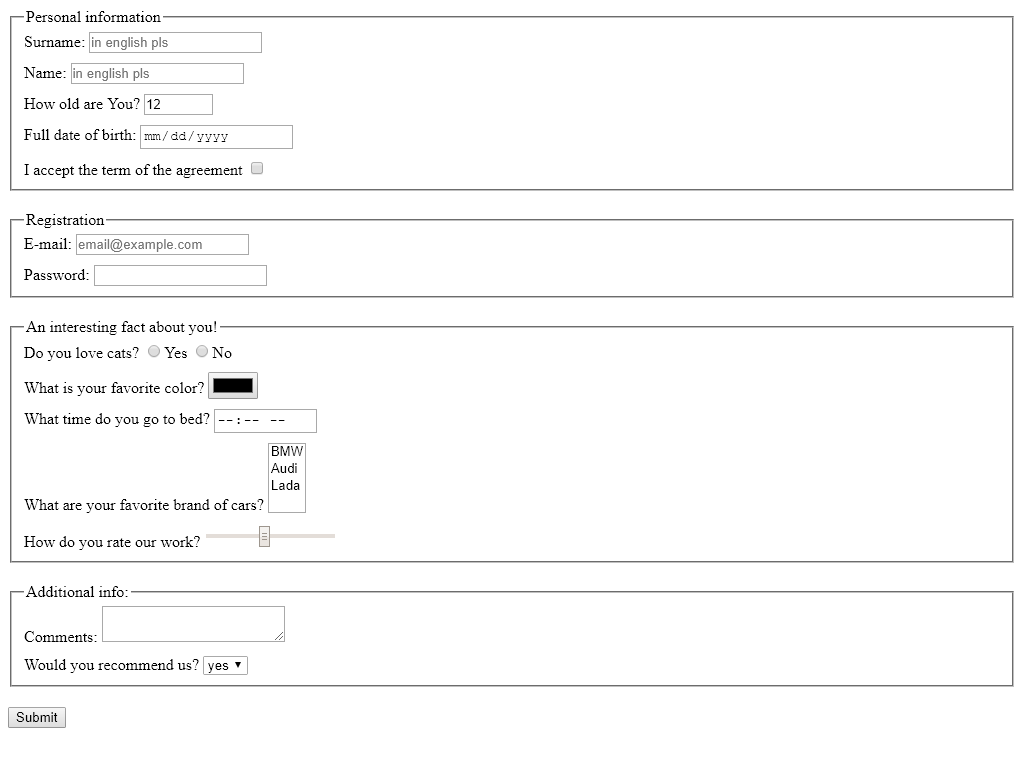 Personal information
Surname: in english pls
Name: in english pls
How old are You? 12
Full date of birth: mm/dd/yyyy
I accept the term of the agreement
Registration
E-mail: email@example.com
Password:
An interesting fact about you!
Do you love cats? Yes No
What is your favorite color?
What time do you go to bed? --:-- --
BMW
Audi
Lada
What are your favorite brand of cars?
How do you rate our work?
Additional info:
Comments:
Would you recommend us? yes
Submit